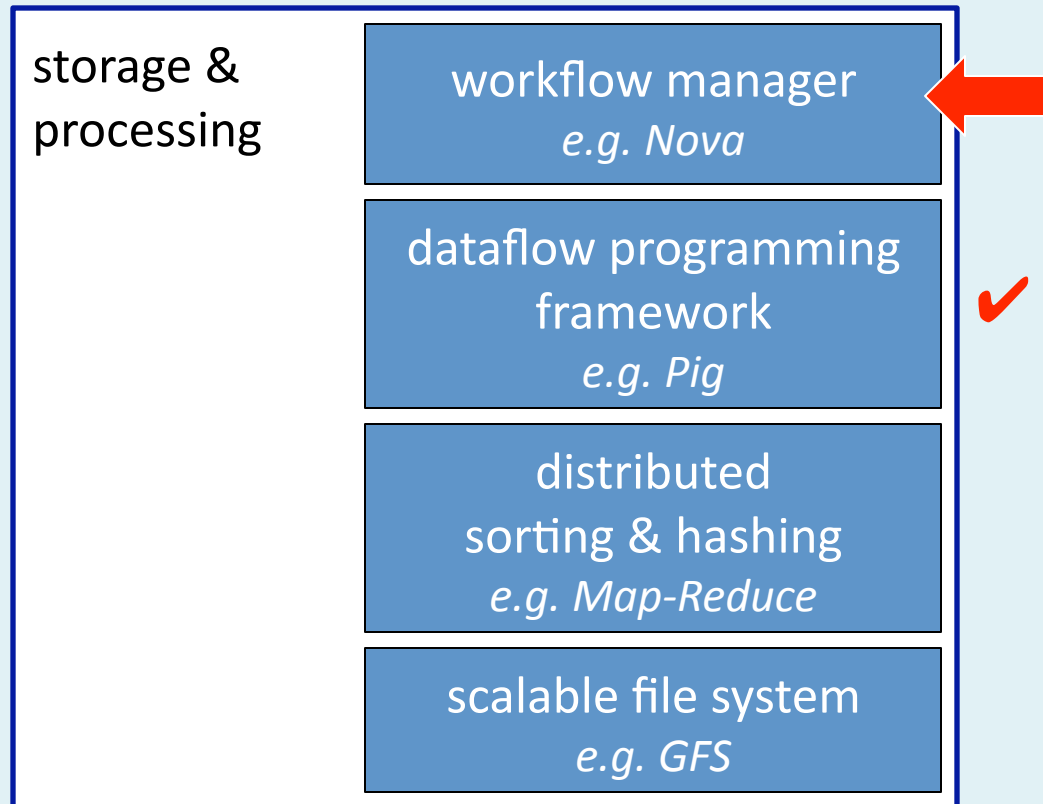 storage &
processing
workflow manager
e.g. Nova
dataflow programming
framework
e.g. Pig
distributed
sorting & hashing
e.g. Map-Reduce
scalable file system
e.g. GFS